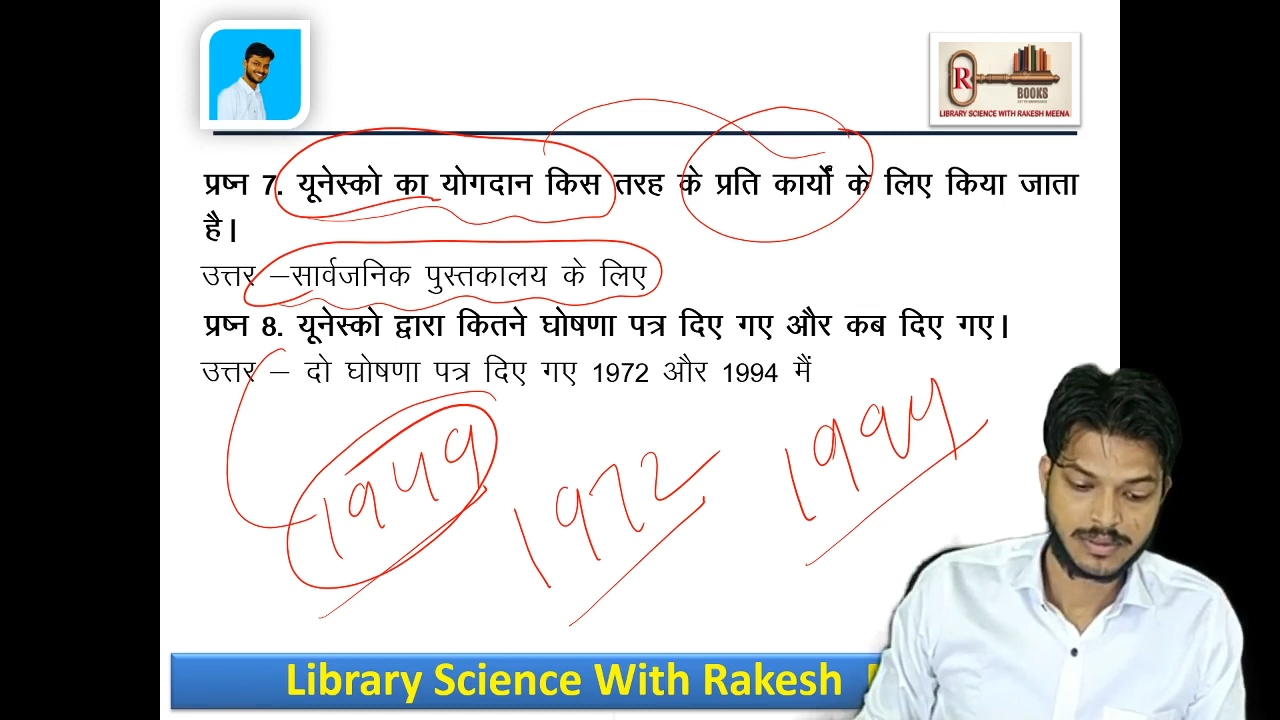 R
BOOKS
LIBRARY SCIENCE WITH RAKESH MEENA
प्रष्न 7. यूनेस्को का योगदान किस तरह के प्रति कार्यों के लिए किया जाता
है।
उत्तर –सार्वजनिक पुस्तकालय के लिए
प्रष्न 8. यूनेस्को द्वारा कितने घोषणा पत्र दिए गए और कब दिए गए।
उत्तर – दो घोषणा पत्र दिए गए 1972 और 1994 मैं
1949 1972 1994
Library Science With Rakesh